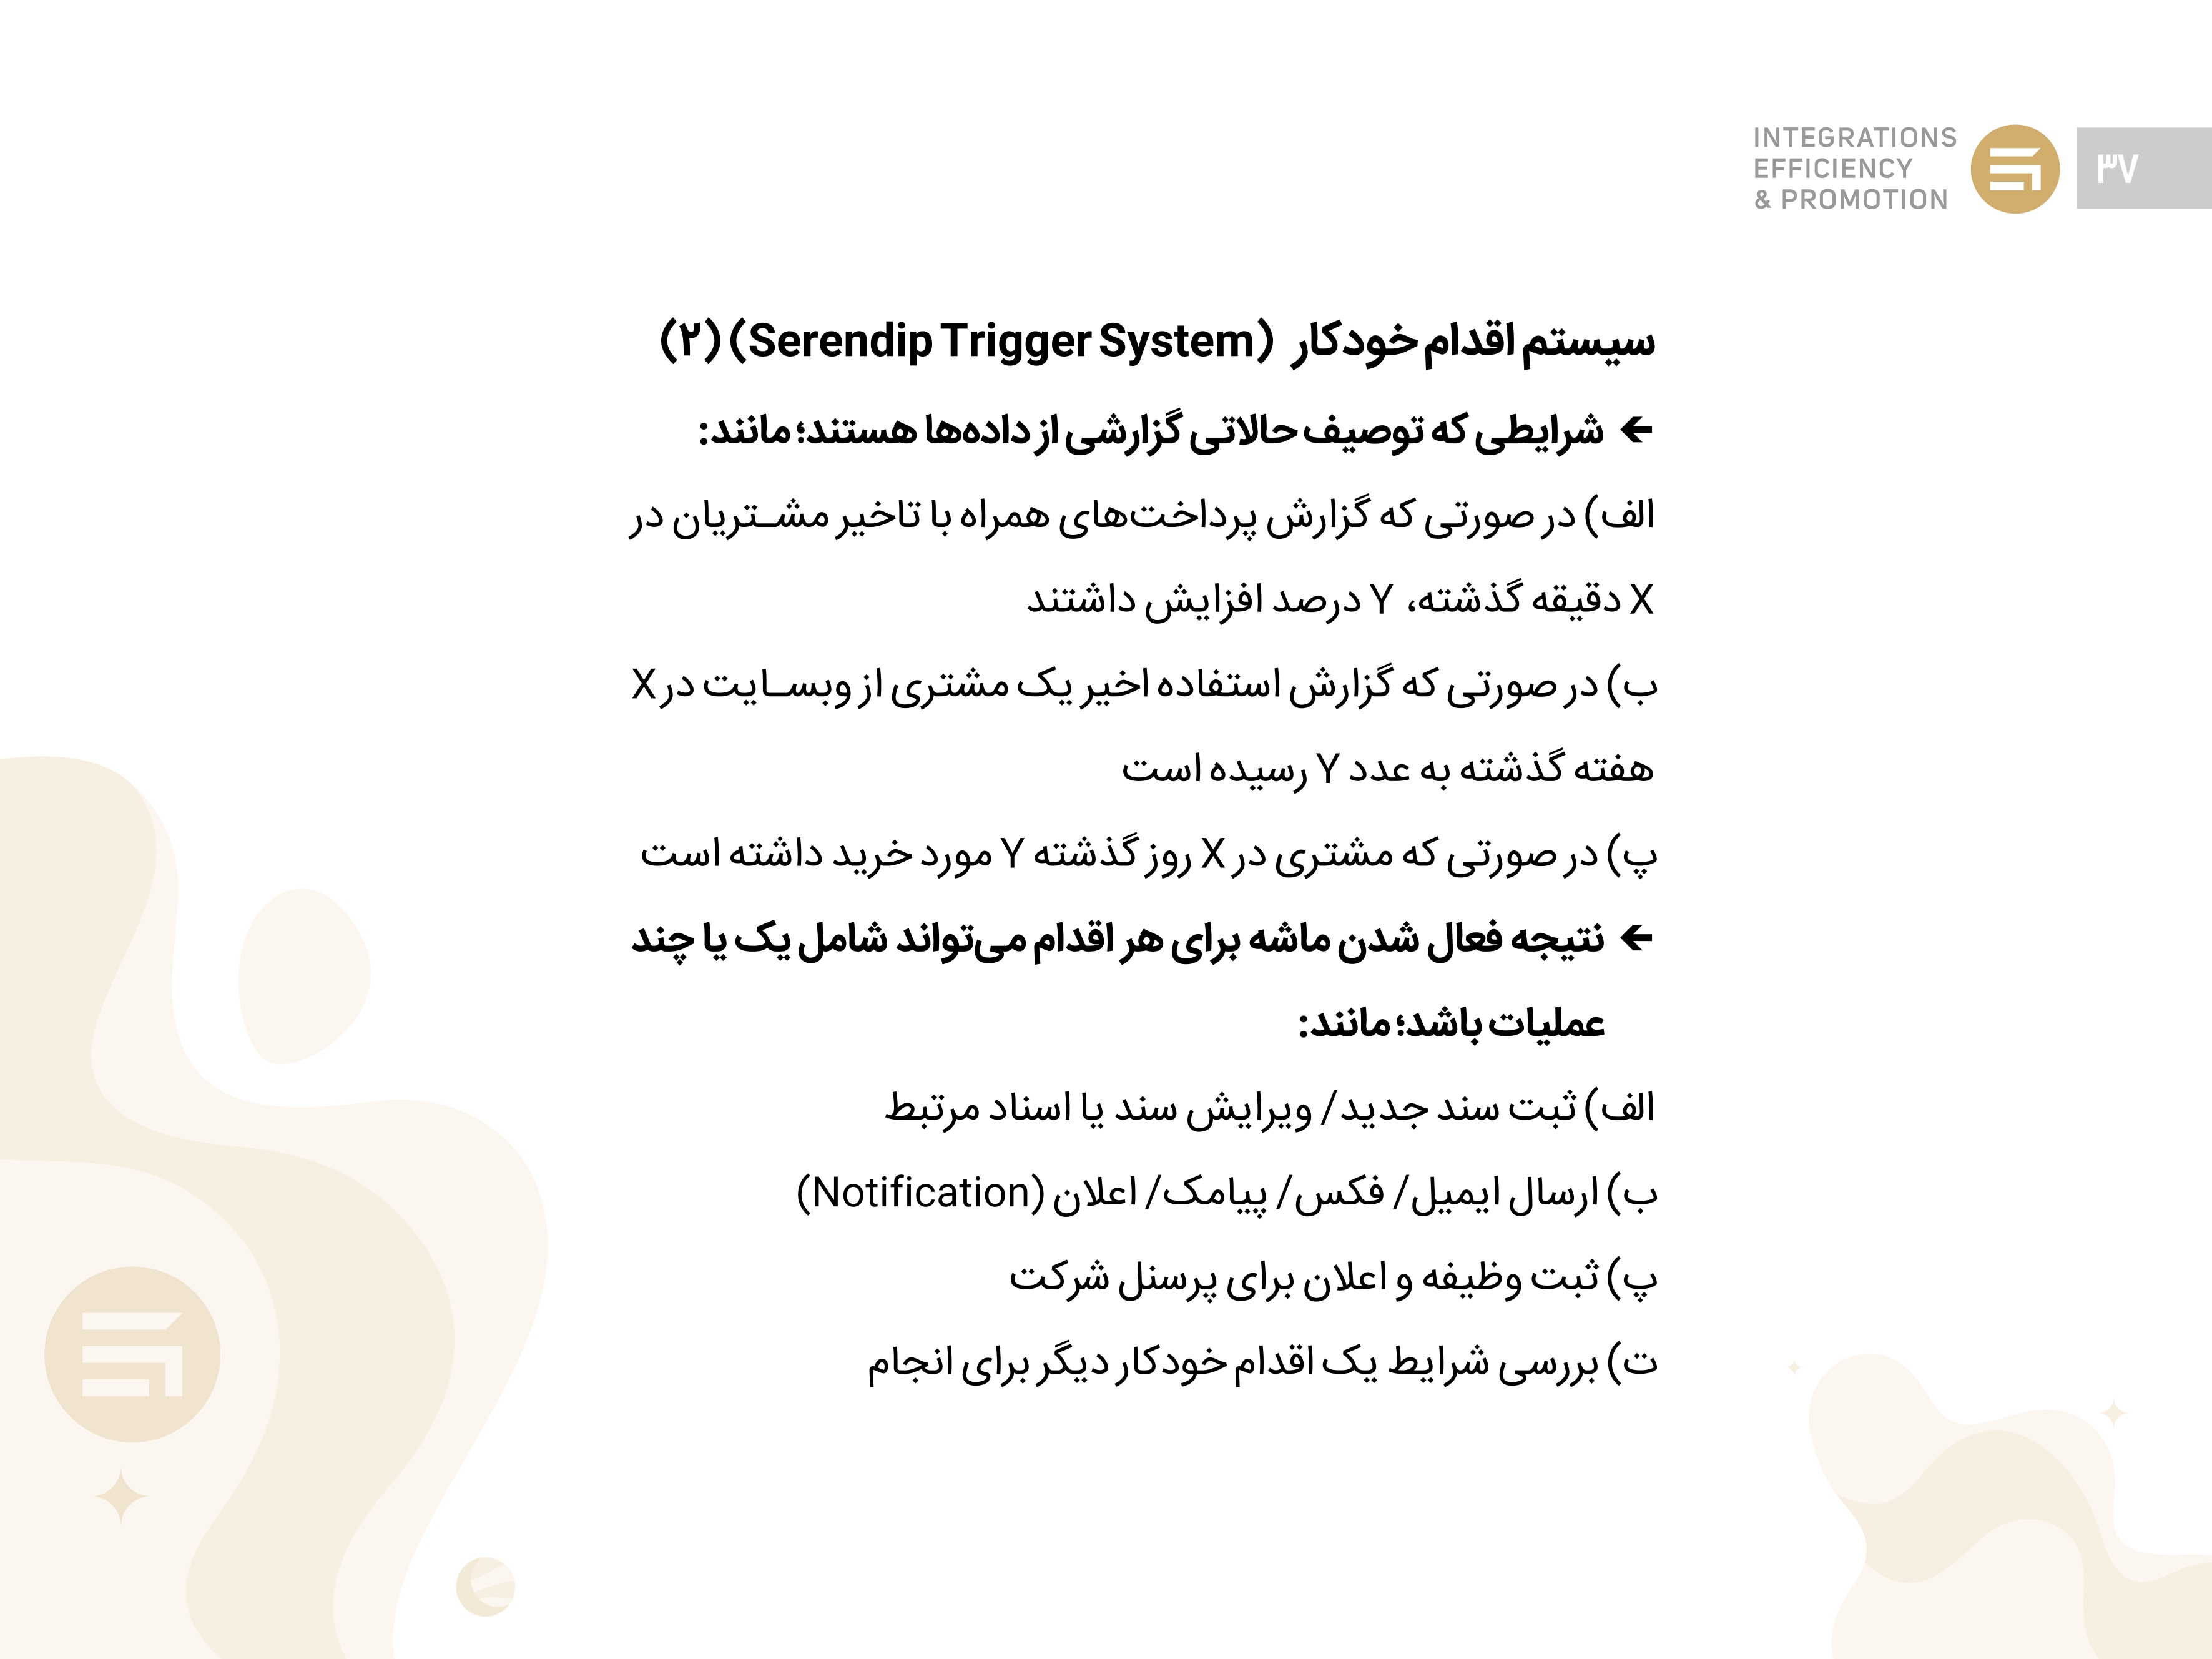 INTEGRATIONS
EFFICIENCY
& PROMOTION
۳۷
سیستم اقدام خودکار (Serendip Trigger System) (۲)
← شرایطی که توصیف حالاتی گزارشی از داده‌ها هستند؛ مانند:
الف) در صورتی که گزارش پرداخت‌های همراه با تاخیر مشـتریان در
X دقیقه گذشته، Y درصد افزایش داشتند
ب) در صورتی که گزارش استفاده اخیر یک مشتری از وبسـایت در X
هفته گذشته به عدد Y رسیده است
پ) در صورتی که مشتری در X روز گذشته Y مورد خرید داشته است
← نتیجه فعال شدن ماشه برای هر اقدام می‌تواند شامل یک یا چند
عملیات باشد؛ مانند:
الف) ثبت سند جدید/ ویرایش سند یا اسناد مرتبط
ب) ارسال ایمیل/ فکس/ پیامک/ اعلان (Notification)
پ) ثبت وظیفه و اعلان برای پرسنل شرکت
ت) بررسی شرایط یک اقدام خودکار دیگر برای انجام